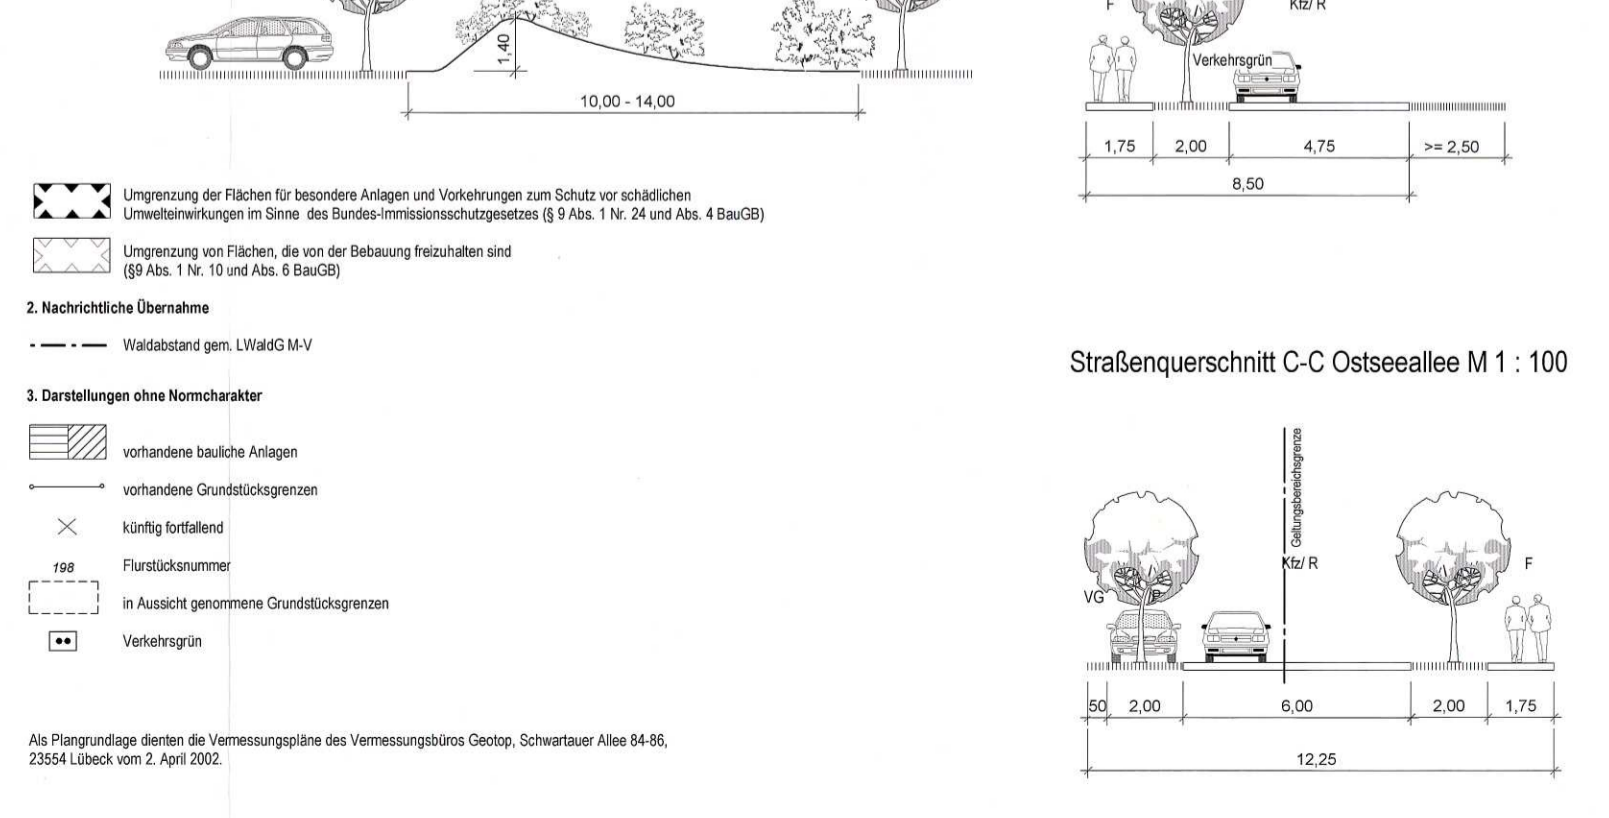 1,40
10,00 - 14,00
Umgrenzung der Flächen für besondere Anlagen und Vorkehrungen zum Schutz vor schädlichen
Umwelteinwirkungen im Sinne des Bundes-Immissionsschutzgesetzes (§ 9 Abs. 1 Nr. 24 und Abs. 4 BauGB)
Umgrenzung von Flächen, die von der Bebauung freizuhalten sind
(§9 Abs. 1 Nr. 10 und Abs. 6 BauGB)
2. Nachrichtliche Übernahme
Waldabstand gem. LWaldG M-V
3. Darstellungen ohne Normcharakter
vorhandene bauliche Anlagen
vorhandene Grundstücksgrenzen
künftig fortfallend
198 Flurstücksnummer
in Aussicht genommene Grundstücksgrenzen
Verkehrsgrün
Als Plangrundlage dienten die Vermessungspläne des Vermessungsbüros Geotop, Schwartauer Allee 84-86,
23554 Lübeck vom 2. April 2002.
F Kfz/ R
Verkehrsgrün
1,75 2,00 4,75 >= 2,50
8,50
Straßenquerschnitt C-C Ostseeallee M 1 : 100
Geltungsbereichsgrenze
Kfz/ R F
VG P
50 2,00 6,00 2,00 1,75
12,25